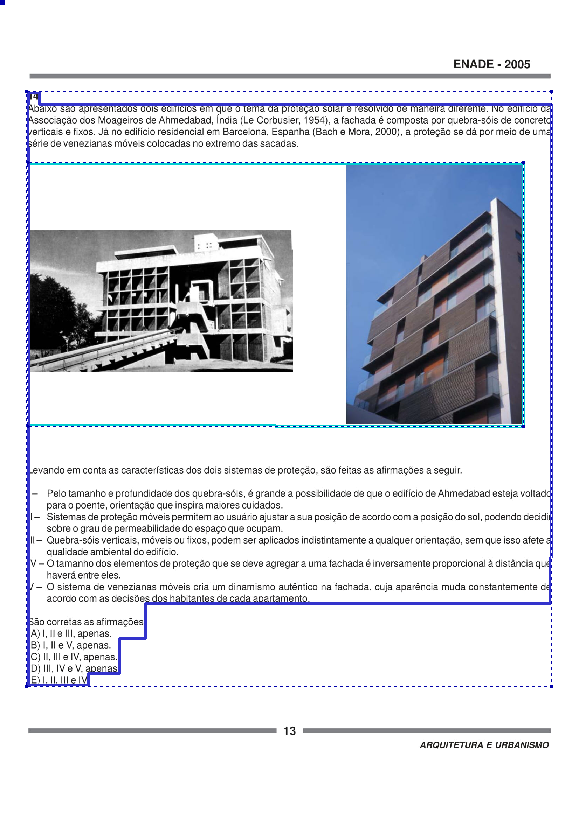 ENADE - 2005
Abaixo são apresentados dois edifícios em que o tema da proteção solar é resolvido de maneira diferente. No edifício da
Associação dos Moageiros de Ahmedabad, Índia (Le Corbusier, 1954), a fachada é composta por quebra-sóis de concreto
verticais e fixos. Já no edifício residencial em Barcelona, Espanha (Bach e Mora, 2000), a proteção se dá por meio de uma
série de venezianas móveis colocadas no extremo das sacadas.
Levando em conta as características dos dois sistemas de proteção, são feitas as afirmações a seguir.
I – Pelo tamanho e profundidade dos quebra-sóis, é grande a possibilidade de que o edifício de Ahmedabad esteja voltado
para o poente, orientação que inspira maiores cuidados.
II – Sistemas de proteção móveis permitem ao usuário ajustar a sua posição de acordo com a posição do sol, podendo decidir
sobre o grau de permeabilidade do espaço que ocupam.
III – Quebra-sóis verticais, móveis ou fixos, podem ser aplicados indistintamente a qualquer orientação, sem que isso afete a
qualidade ambiental do edifício.
IV – O tamanho dos elementos de proteção que se deve agregar a uma fachada é inversamente proporcional à distância que
haverá entre eles.
V – O sistema de venezianas móveis cria um dinamismo autêntico na fachada, cuja aparência muda constantemente de
acordo com as decisões dos habitantes de cada apartamento.
São corretas as afirmações
(A) I, II e III, apenas.
(B) I, II e V, apenas.
(C) II, III e IV, apenas.
(D) III, IV e V, apenas.
(E) I, II, III e IV.
13
ARQUITETURA E URBANISMO